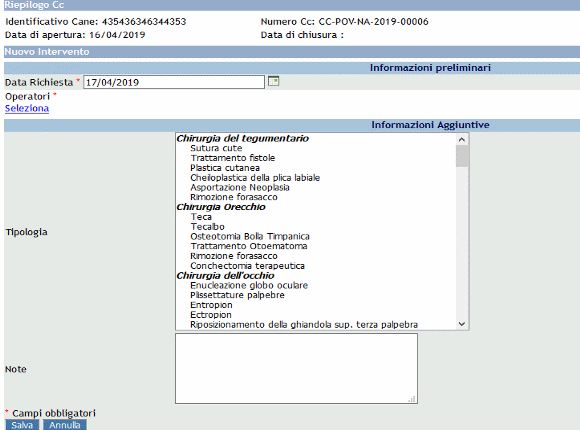 Riepilogo Cc
Identificativo Cane: 435436346344353 Numero Cc: CC-POV-NA-2019-00006
Data di apertura: 16/04/2019 Data di chiusura :
Nuovo Intervento
Informazioni preliminari
Data Richiesta * 17/04/2019
Operatori *
Seleziona
Informazioni Aggiuntive
Tipologia
Chirurgia del tegumentario
Sutura cute
Trattamento fistole
Plastica cutanea
Cheiloplastica della plica labiale
Asportazione Neoplasia
Rimozione forasacco
Chirurgia Orecchio
Teca
Tecalbo
Osteotomia Bolla Timpanica
Trattamento Otoematoma
Rimozione forasacco
Conchectomia terapeutica
Chirurgia dell'occhio
Enucleazione globo oculare
Plissettature palpebre
Entropion
Ectropion
Riposizionamento della ghiandola sup. terza palpebra
Note
* Campi obbligatori
Salva Annulla